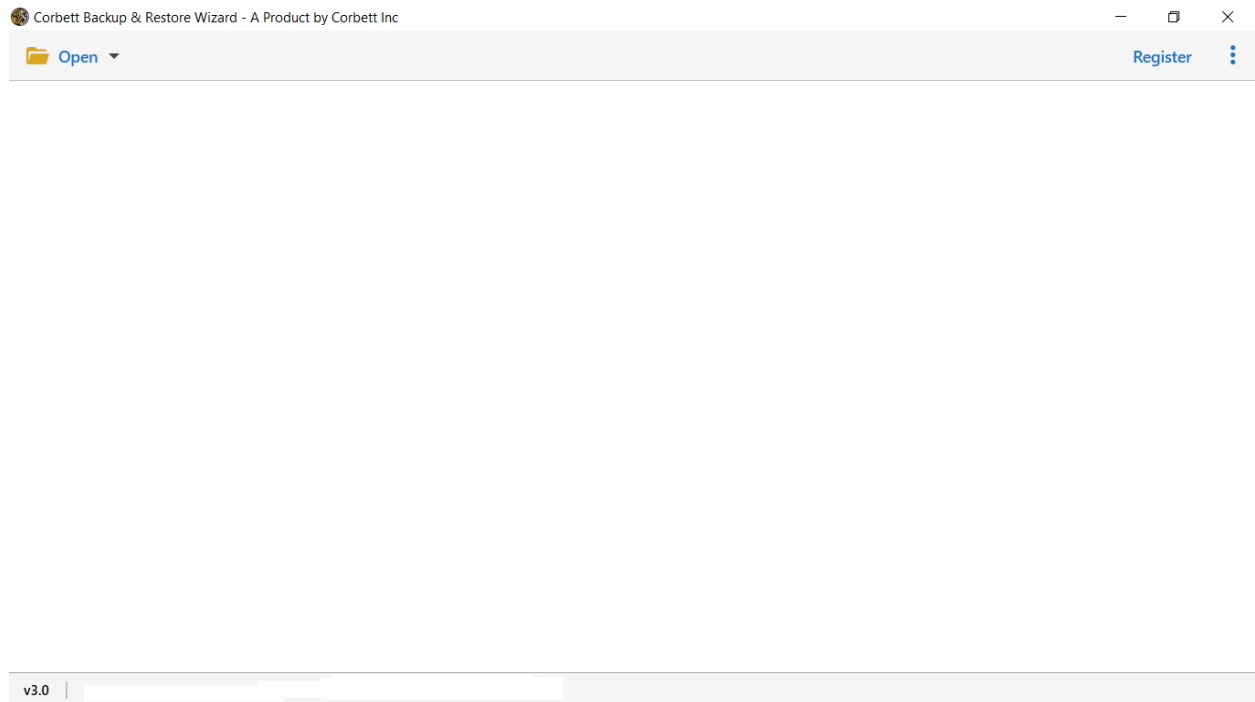 Corbett Backup & Restore Wizard - A Product by Corbett Inc
Open Register
v3.0